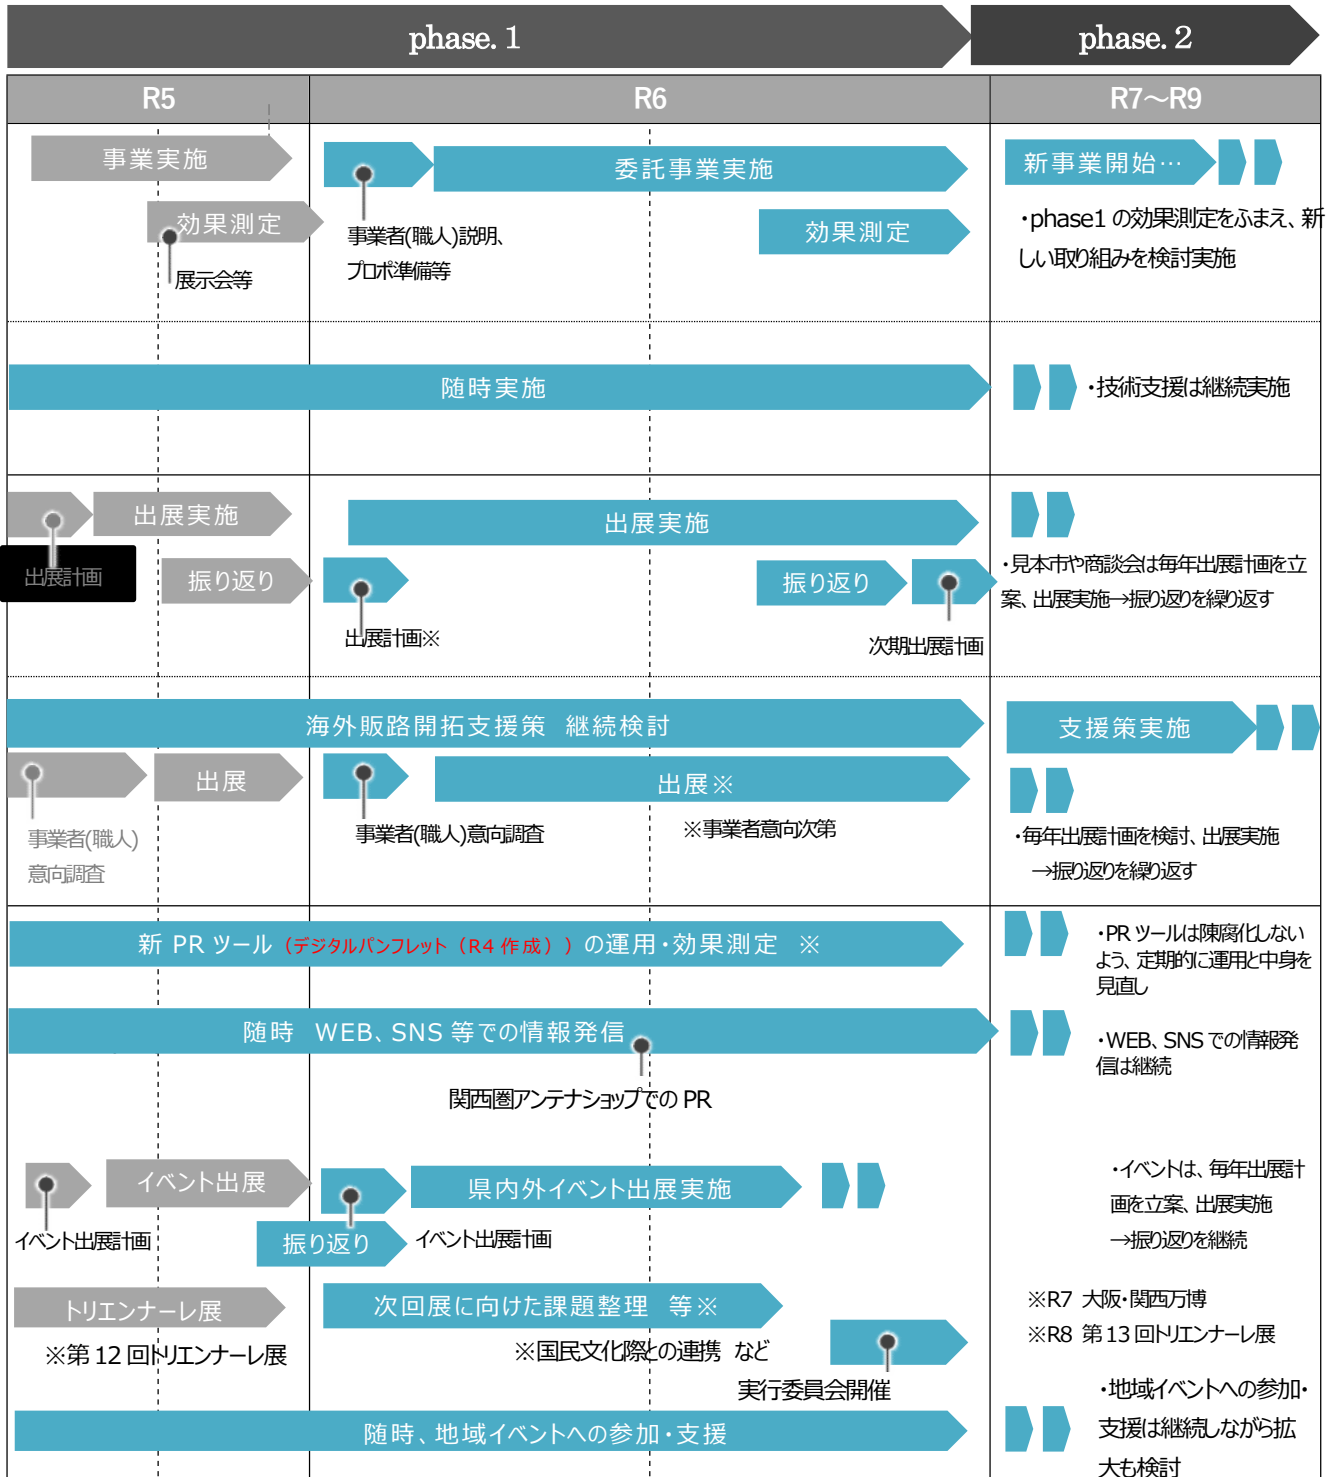 phase. 1
phase. 2
R5
R6
R7～R9
事業実施
委託事業実施
新事業開始…
効果測定
効果測定
展示会等
事業者(職人)説明、
プロポ準備等
・phase1 の効果測定をふまえ、新
しい取り組みを検討実施
随時実施
・技術支援は継続実施
出展実施
出展実施
出展計画
振り返り
振り返り
出展計画※
次期出展計画
・見本市や商談会は毎年出展計画を立
案、出展実施→振り返りを繰り返す
海外販路開拓支援策 継続検討
支援策実施
出展
出展※
事業者(職人)
意向調査
事業者(職人)意向調査
※事業者意向次第
・毎年出展計画を検討、出展実施
→振り返りを繰り返す
新 PR ツール（デジタルパンフレット（R4 作成））の運用・効果測定 ※
・PR ツールは陳腐化しない
よう、定期的に運用と中身を
見直し
随時 WEB、SNS 等での情報発信
・WEB、SNS での情報発
信は継続
関西圏アンテナショップでの PR
イベント出展
県内外イベント出展実施
イベント出展計画
振り返り
イベント出展計画
・イベントは、毎年出展計
画を立案、出展実施
→振り返りを継続
トリエンナーレ展
次回展に向けた課題整理 等※
※R7 大阪・関西万博
※第 12 回トリエンナーレ展
※国民文化際との連携 など
※R8 第 13 回トリエンナーレ展
実行委員会開催
随時、地域イベントへの参加・支援
・地域イベントへの参加・
支援は継続しながら拡
大も検討